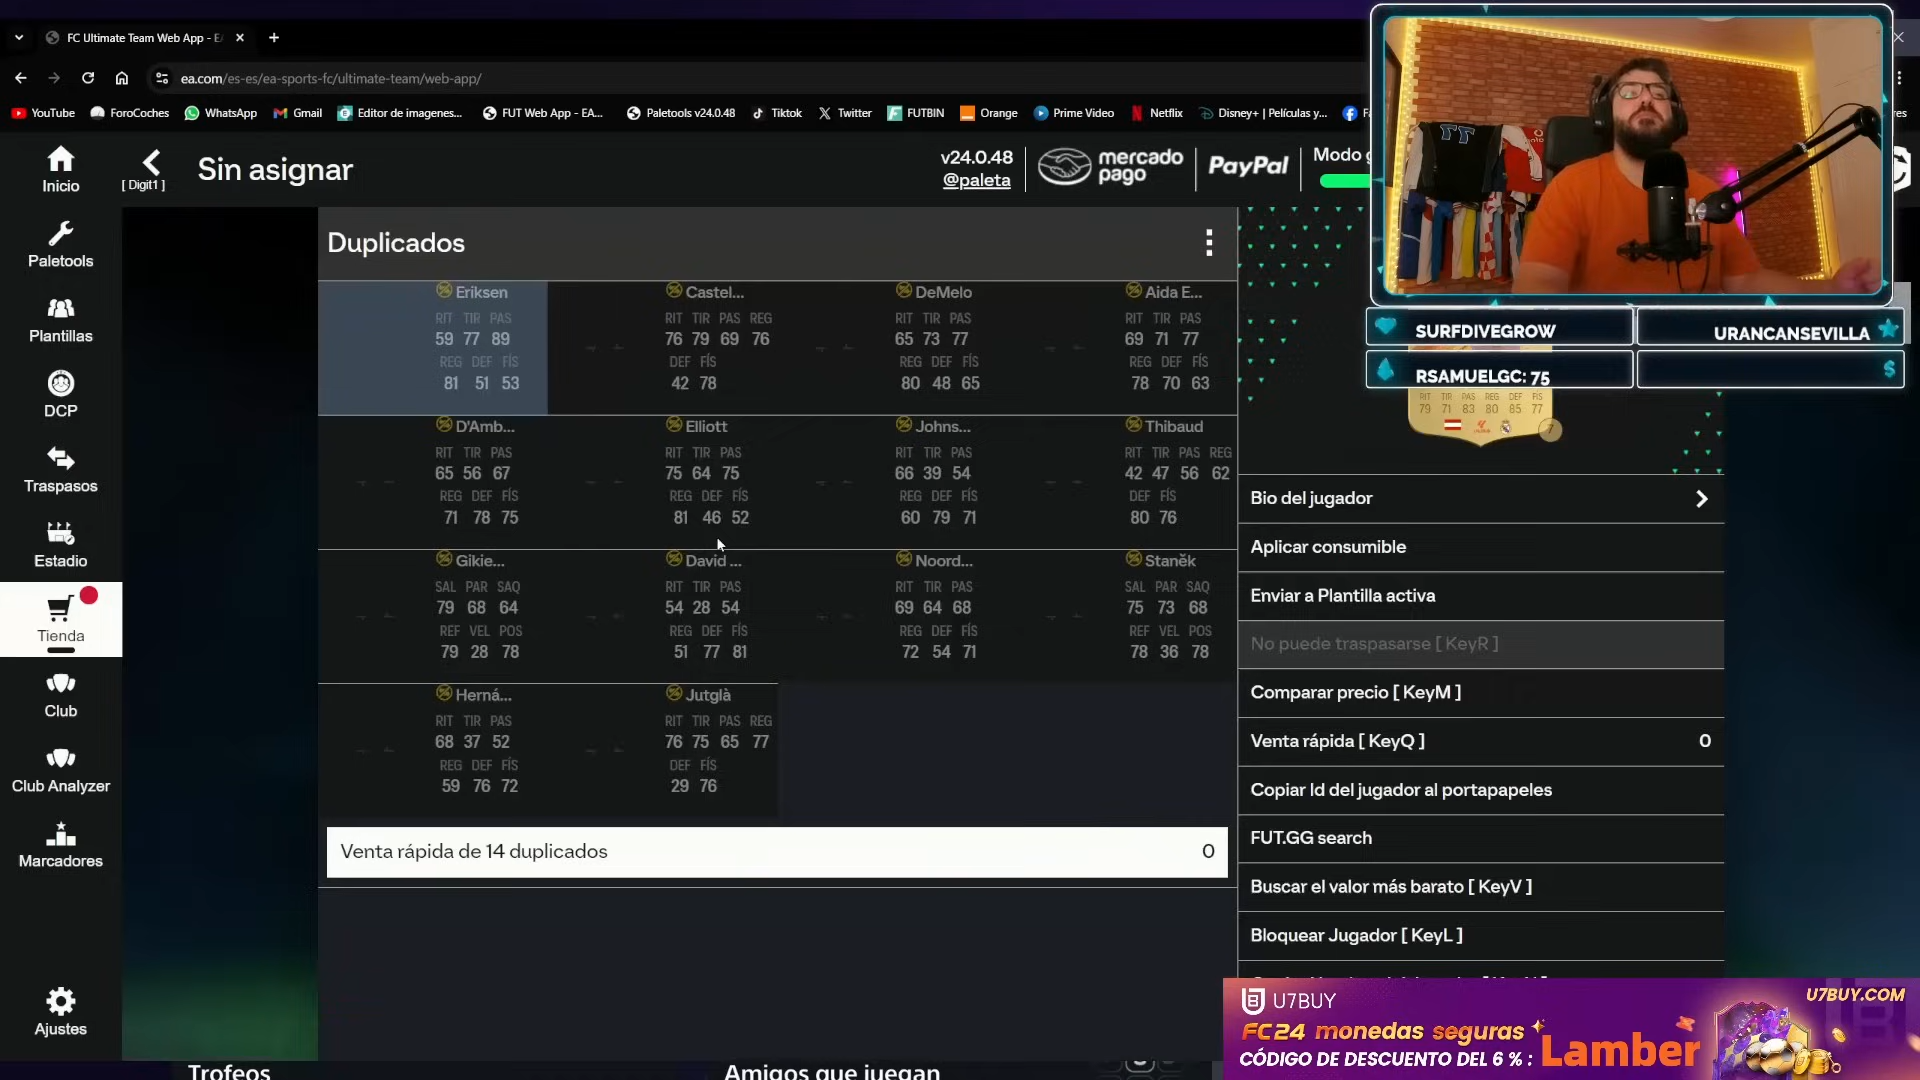 FC Ultimate Team Web App - EA
ea.com/es-es/ea-sports-fc/ultimate-team/web-app/
YouTube
ForoCoches
WhatsApp
Gmail
Editor de imagenes...
FUT Web App - EA...
Paletools v24.0.48
Tiktok
Twitter
FUTBIN
Orange
Prime Video
Netflix
Disney+ | Películas y...
Inicio
[ Digit1 ]
Sin asignar
v24.0.48
@paleta
mercado
pago
PayPal
Modo
Paletools
Plantillas
DCP
Traspasos
Estadio
Tienda
Club
Club Analyzer
Marcadores
Ajustes
Duplicados
Eriksen
RIT TIR PAS
59 77 89
REG DEF FÍS
81 51 53
Castel...
RIT TIR PAS REG
76 79 69 76
DEF FÍS
42 78
DeMelo
RIT TIR PAS
65 73 77
REG DEF FÍS
80 48 65
Aida E...
RIT TIR PAS
69 71 77
REG DEF FÍS
78 70 63
D'Amb...
RIT TIR PAS
65 56 67
REG DEF FÍS
71 78 75
Elliott
RIT TIR PAS
75 64 75
REG DEF FÍS
81 46 52
Johns...
RIT TIR PAS
66 39 54
REG DEF FÍS
60 79 71
Thibaud
RIT TIR PAS REG
42 47 56 62
DEF FÍS
80 76
Gikie...
SAL PAR SAQ
79 68 64
REF VEL POS
79 28 78
David ...
RIT TIR PAS
54 28 54
REG DEF FÍS
51 77 81
Noord...
RIT TIR PAS
69 64 68
REG DEF FÍS
72 54 71
Staněk
SAL PAR SAQ
75 73 68
REF VEL POS
78 36 78
Herná...
RIT TIR PAS
68 37 52
REG DEF FÍS
59 76 72
Jutglà
RIT TIR PAS REG
76 75 65 77
DEF FÍS
29 76
Venta rápida de 14 duplicados 0
SURFDIVEGROW
URANCANSEVILLA
RSAMUELGC: 75
RIT TIR PAS REG DEF FÍS
79 71 83 80 85 77
Bio del jugador
Aplicar consumible
Enviar a Plantilla activa
No puede traspasarse [ KeyR ]
Comparar precio [ KeyM ]
Venta rápida [ KeyQ ] 0
Copiar Id del jugador al portapapeles
FUT.GG search
Buscar el valor más barato [ KeyV ]
Bloquear Jugador [ KeyL ]
U7BUY
U7BUY.COM
FC24 monedas seguras
CÓDIGO DE DESCUENTO DEL 6 % : Lamber
Trofeos
Amigos que juegan